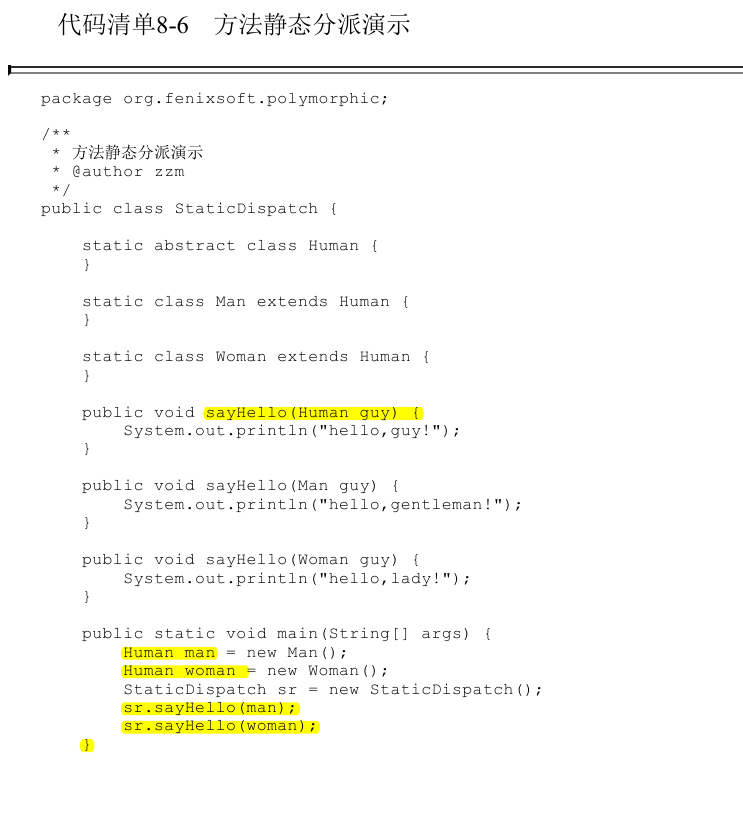 代码清单8-6 方法静态分派演示
package org.fenixsoft.polymorphic;
/**
 * 方法静态分派演示
 * @author zzm
 */
public class StaticDispatch {
    static abstract class Human {
    }
    static class Man extends Human {
    }
    static class Woman extends Human {
    }
    public void sayHello(Human guy) {
        System.out.println("hello,guy!");
    }
    public void sayHello(Man guy) {
        System.out.println("hello,gentleman!");
    }
    public void sayHello(Woman guy) {
        System.out.println("hello,lady!");
    }
    public static void main(String[] args) {
        Human man = new Man();
        Human woman = new Woman();
        StaticDispatch sr = new StaticDispatch();
        sr.sayHello(man);
        sr.sayHello(woman);
    }